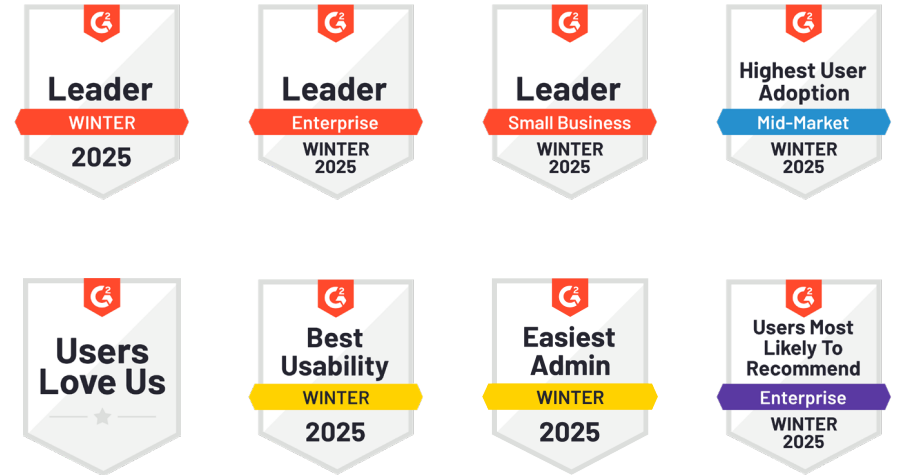 G2
Leader
WINTER
2025
G2
Leader
Enterprise
WINTER
2025
G2
Leader
Small Business
WINTER
2025
G2
Highest User
Adoption
Mid-Market
WINTER
2025
G2
Users
Love Us
G2
Best
Usability
WINTER
2025
G2
Easiest
Admin
WINTER
2025
G2
Users Most
Likely To
Recommend
Enterprise
WINTER
2025